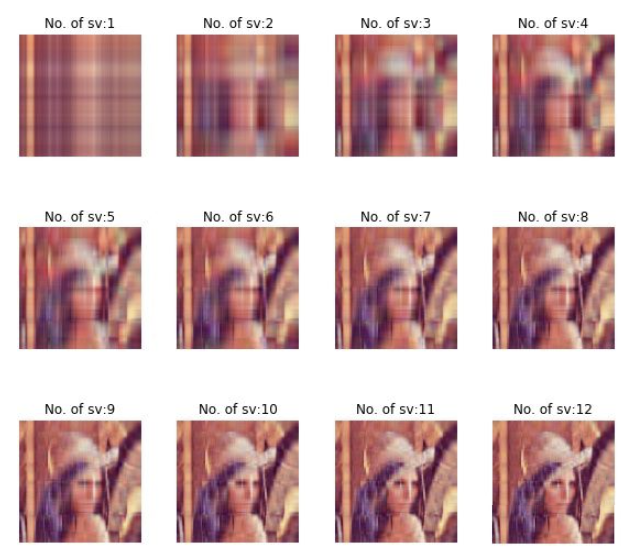 No. of sv:1
No. of sv:2
No. of sv:3
No. of sv:4
No. of sv:5
No. of sv:6
No. of sv:7
No. of sv:8
No. of sv:9
No. of sv:10
No. of sv:11
No. of sv:12